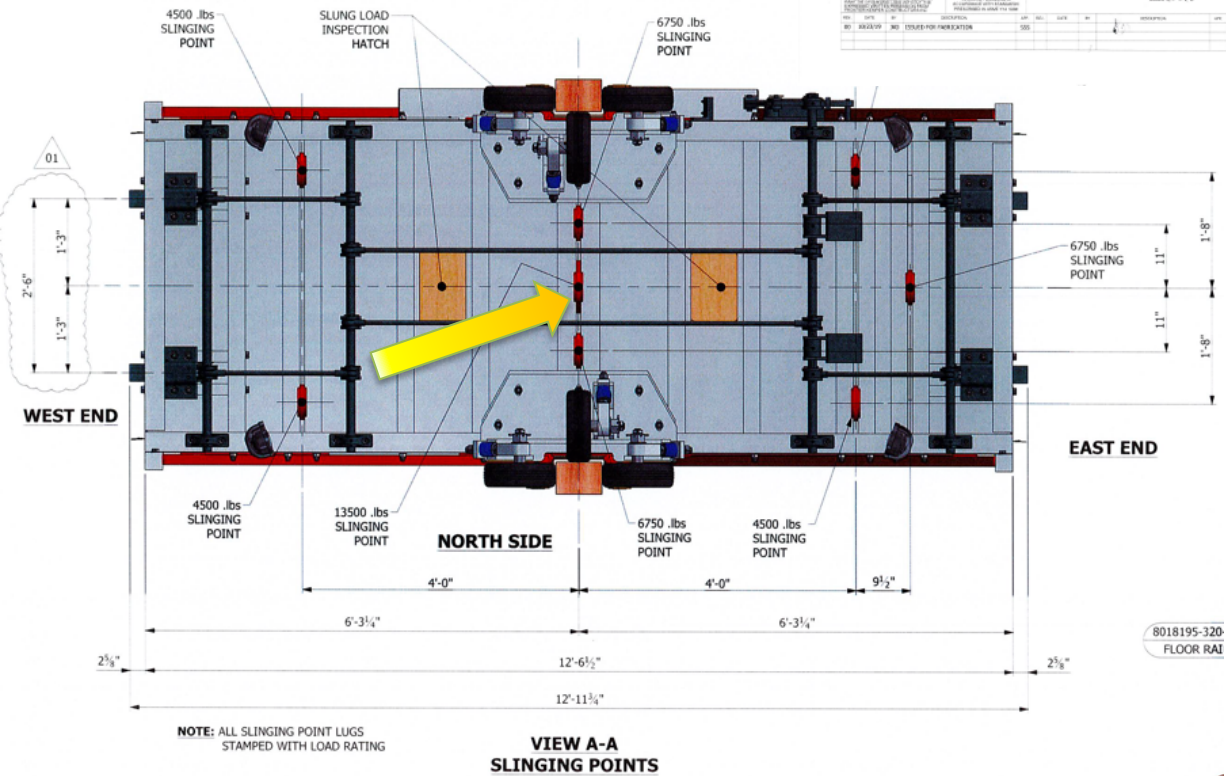 4500 .lbs
SLINGING
POINT
SLUNG LOAD
INSPECTION
HATCH
6750 .lbs
SLINGING
POINT
REV DATE BY DESCRIPTION
ISSUED FOR FABRICATION
01
2'-6"
1'-3"
1'-3"
WEST END
6750 .lbs
SLINGING
POINT
11"
11"
1'-8"
1'-8"
EAST END
4500 .lbs
SLINGING
POINT
13500 .lbs
SLINGING
POINT
NORTH SIDE
6750 .lbs
SLINGING
POINT
4500 .lbs
SLINGING
POINT
4'-0"
4'-0"
9½"
6'-3¼"
6'-3¼"
2⅝"
12'-6½"
2⅝"
12'-11¾"
8018195-320-
FLOOR RAI
NOTE: ALL SLINGING POINT LUGS
STAMPED WITH LOAD RATING
VIEW A-A
SLINGING POINTS